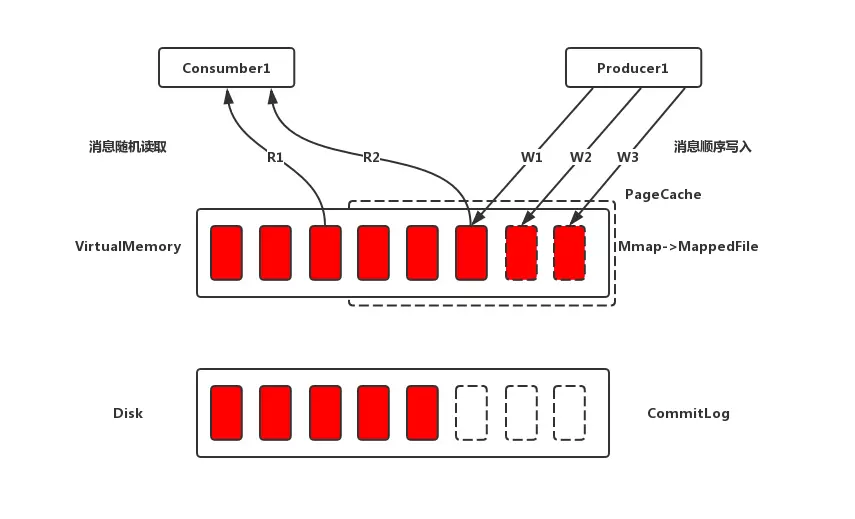 Consumber1
Producer1
消息随机读取
R1
R2
W1
W2
W3
消息顺序写入
PageCache
VirtualMemory
Mmap->MappedFile
Disk
CommitLog